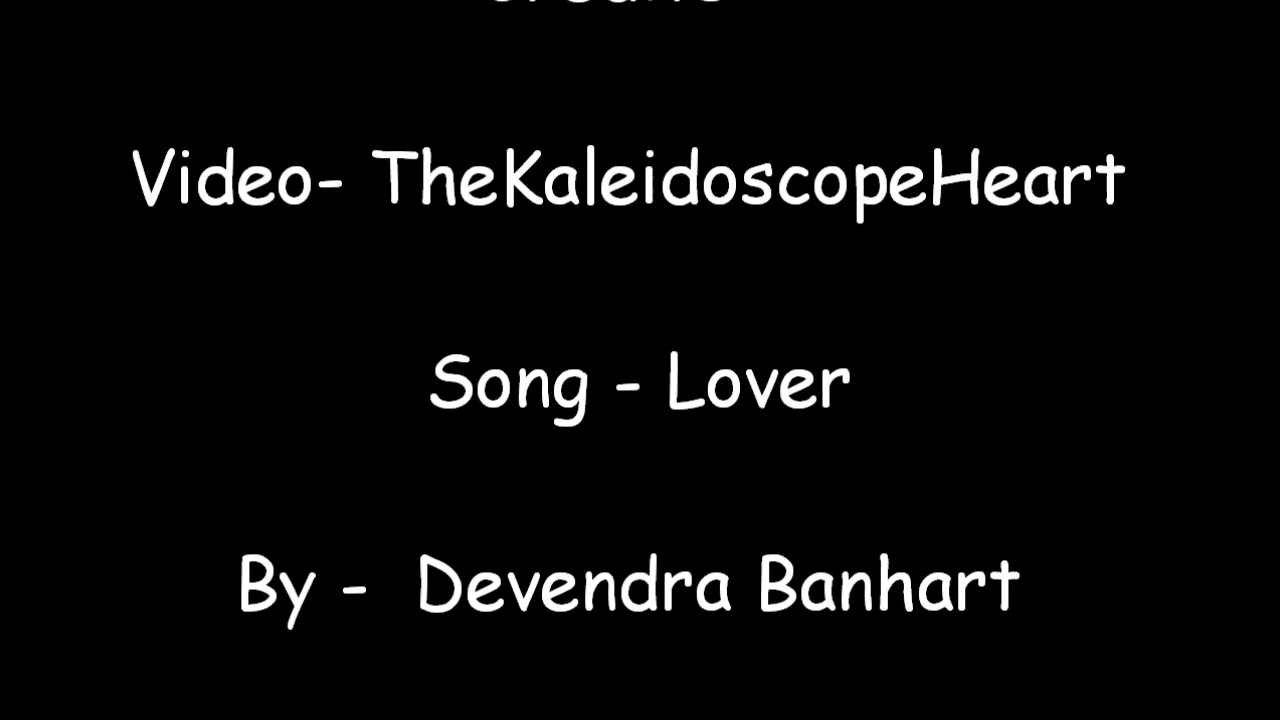 Video- TheKaleidoscopeHeart
Song - Lover
By - Devendra Banhart